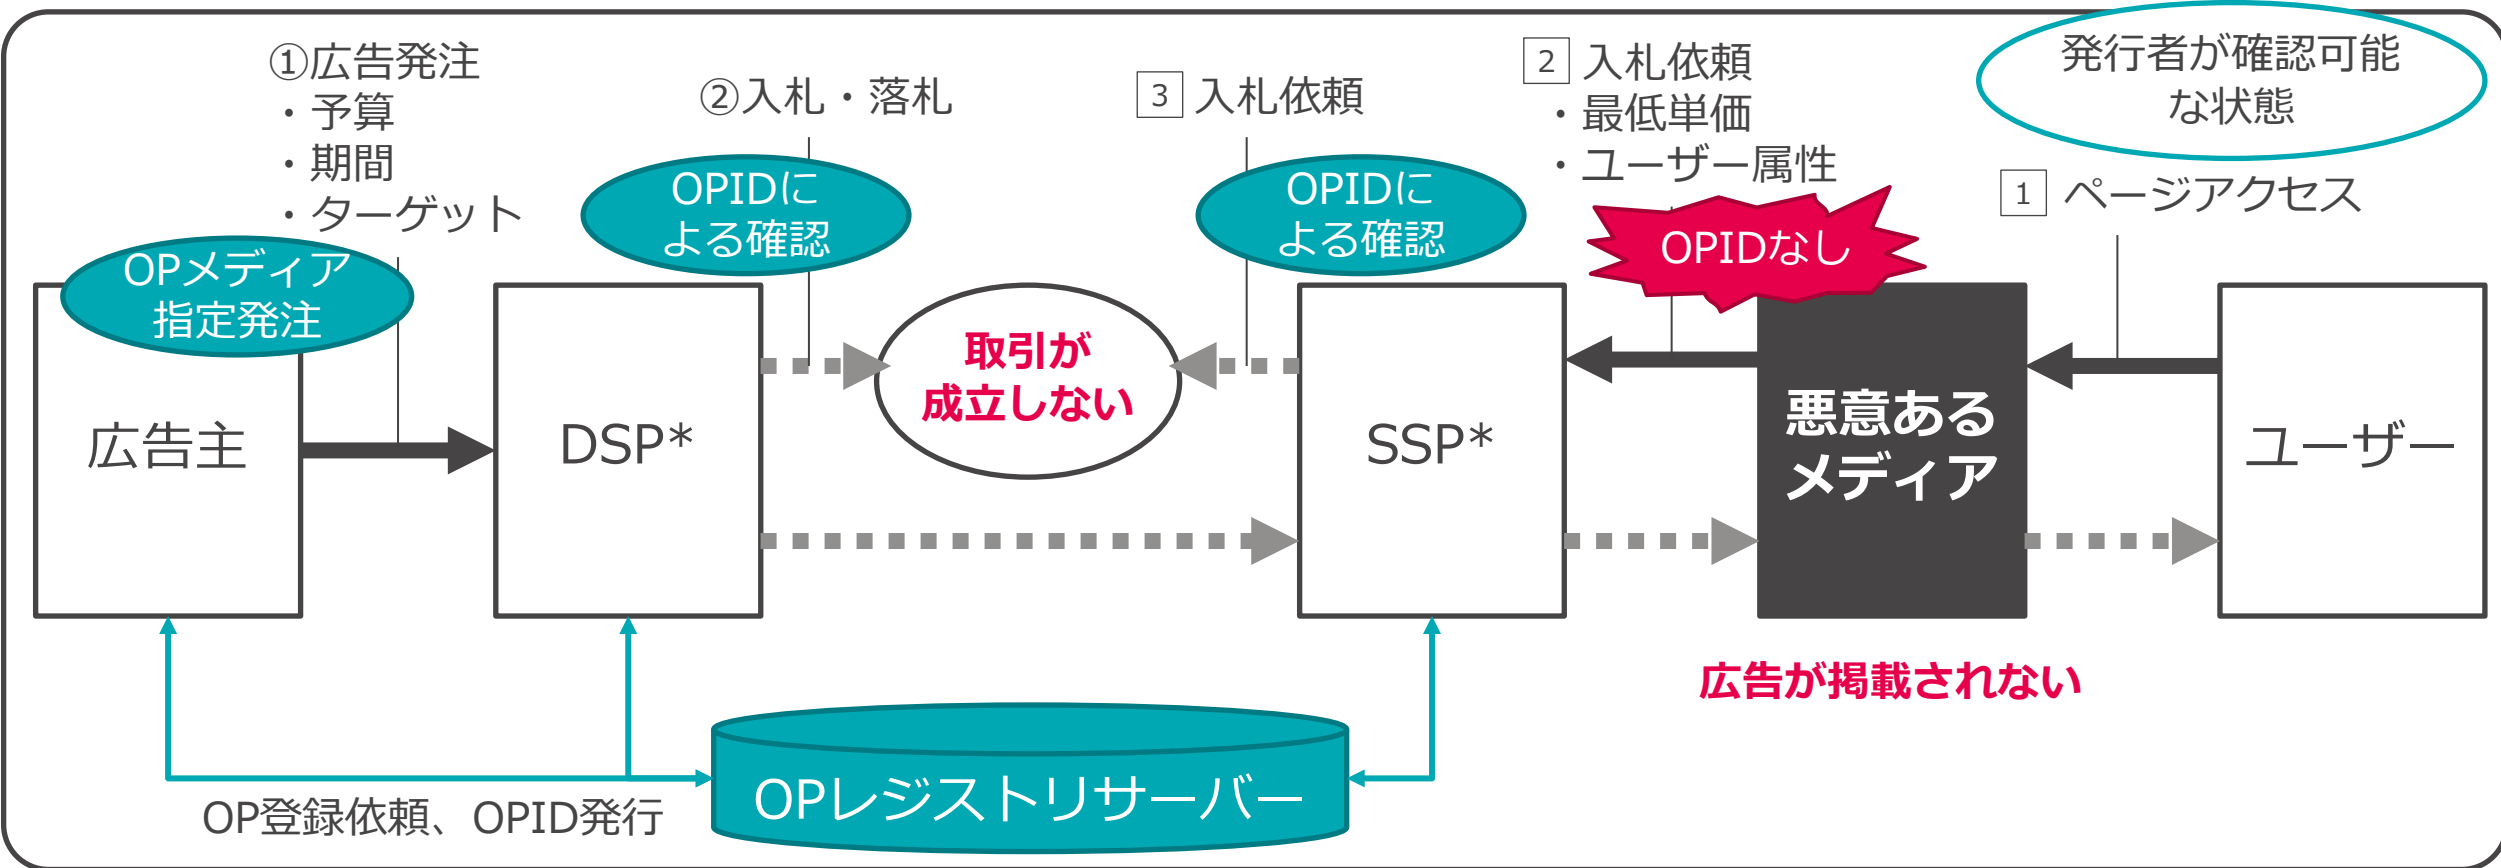 ①広告発注
・予算
・期間
・ターゲット
②入札・落札
3 入札依頼
2 入札依頼
・最低単価
・ユーザー属性
発行者が確認可能
な状態
1 ページアクセス
OPメディア
指定発注
OPIDに
よる確認
OPIDに
よる確認
OPIDなし
広告主
DSP*
取引が
成立しない
SSP*
悪意ある
メディア
ユーザー
広告が掲載されない
OPレジストリサーバー
OP登録依頼、OPID発行